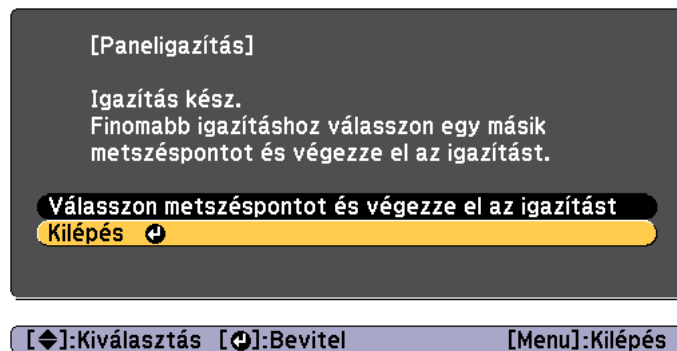 [Paneligazítás]
Igazítás kész.
Finomabb igazításhoz válasszon egy másik
metszéspontot és végezze el az igazítást.
Válasszon metszéspontot és végezze el az igazítást
Kilépés
[◆]:Kiválasztás [⏎]:Bevitel [Menu]:Kilépés